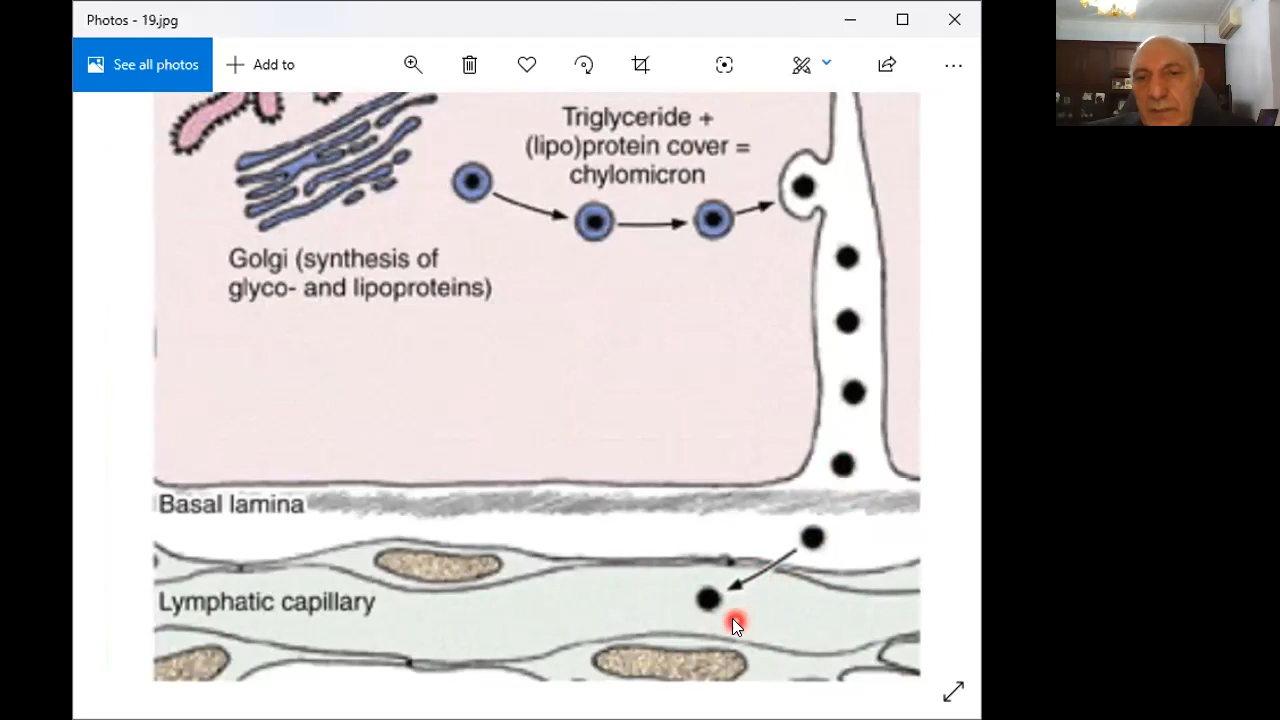 Photos - 19.jpg
See all photos
Add to
Triglyceride +
(lipo)protein cover =
chylomicron
Golgi (synthesis of
glyco- and lipoproteins)
Basal lamina
Lymphatic capillary